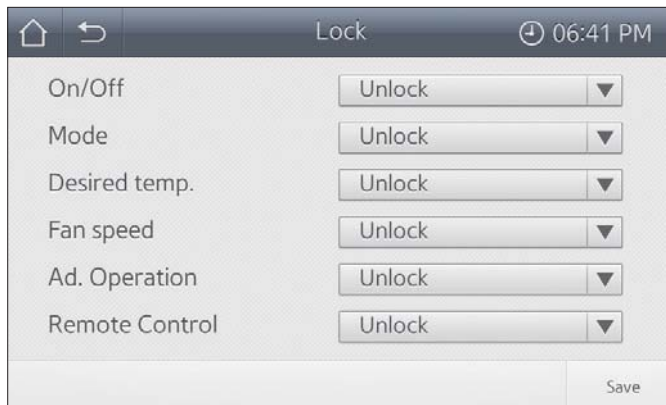 Lock 06:41 PM
On/Off Unlock
Mode Unlock
Desired temp. Unlock
Fan speed Unlock
Ad. Operation Unlock
Remote Control Unlock
Save